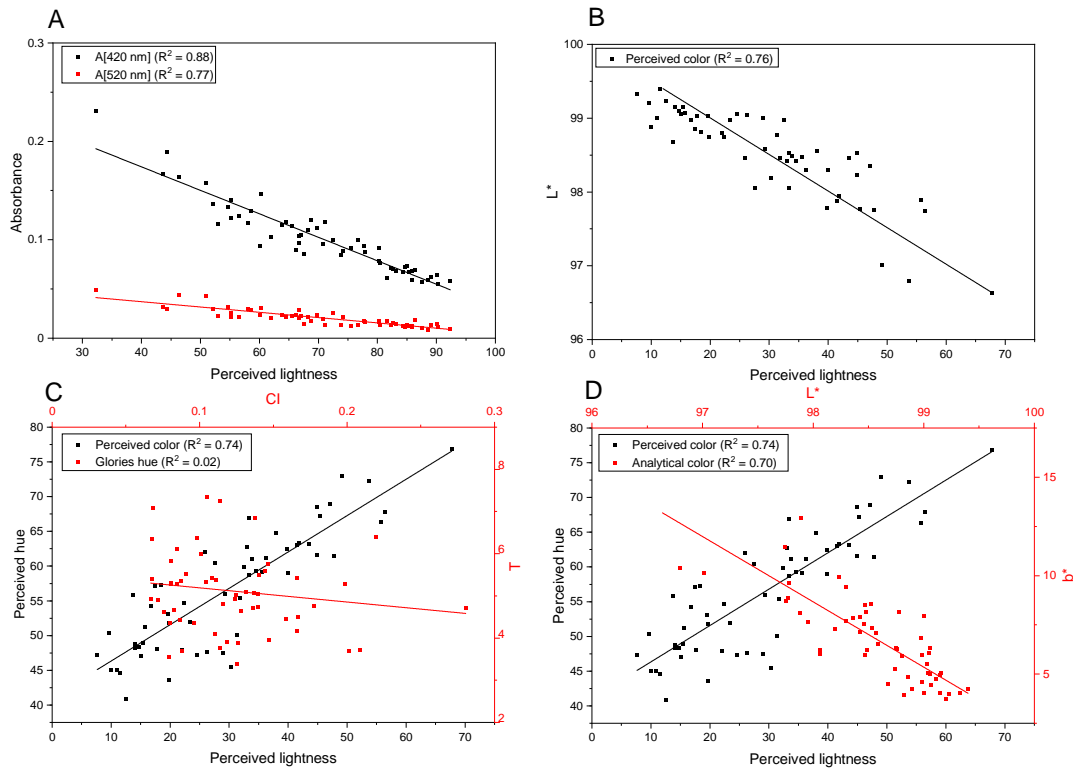 A
A[420 nm] (R² = 0.88)
A[520 nm] (R² = 0.77)
0.3
0.2
0.1
0
Absorbance
30 40 50 60 70 80 90 100
Perceived lightness
B
Perceived color (R² = 0.76)
100
99
98
97
96
L*
0 10 20 30 40 50 60 70
Perceived lightness
C
CI
0 0.1 0.2 0.3
Perceived color (R² = 0.74)
Glories hue (R² = 0.02)
80
75
70
65
60
55
50
45
40
Perceived hue
8
6
4
2
T
0 10 20 30 40 50 60 70
Perceived lightness
D
L*
96 97 98 99 100
Perceived color (R² = 0.74)
Analytical color (R² = 0.70)
80
75
70
65
60
55
50
45
40
Perceived hue
15
10
5
b*
0 10 20 30 40 50 60 70
Perceived lightness